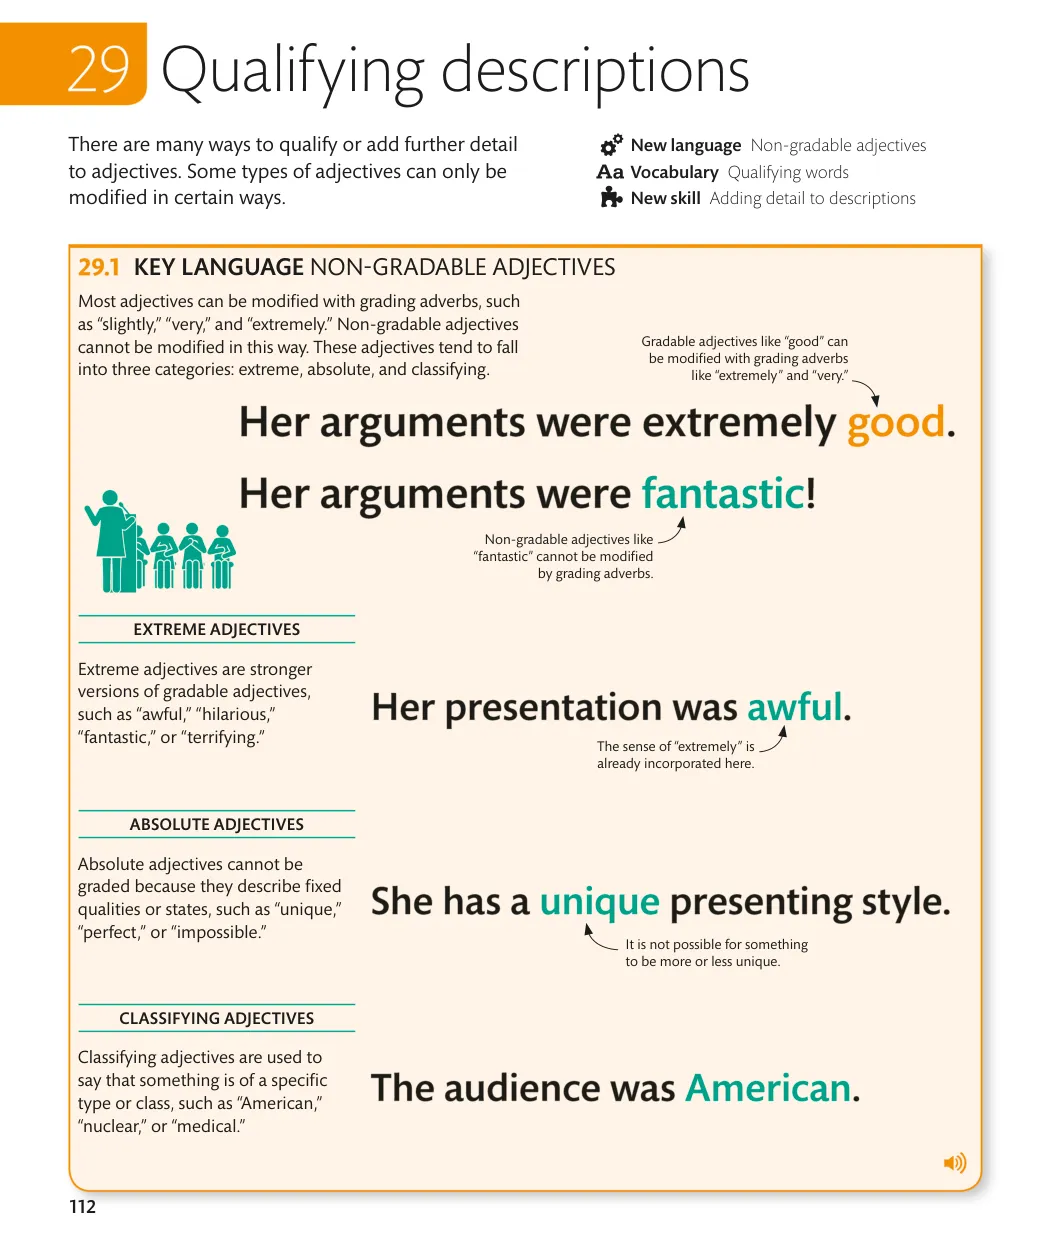 29 Qualifying descriptions
There are many ways to qualify or add further detail
to adjectives. Some types of adjectives can only be
modified in certain ways.
New language Non-gradable adjectives
Aa Vocabulary Qualifying words
New skill Adding detail to descriptions
29.1 KEY LANGUAGE NON-GRADABLE ADJECTIVES
Most adjectives can be modified with grading adverbs, such
as “slightly,” “very,” and “extremely.” Non-gradable adjectives
cannot be modified in this way. These adjectives tend to fall
into three categories: extreme, absolute, and classifying.
Gradable adjectives like “good” can
be modified with grading adverbs
like “extremely” and “very.”
Her arguments were extremely good.
Her arguments were fantastic!
Non-gradable adjectives like
“fantastic” cannot be modified
by grading adverbs.
EXTREME ADJECTIVES
Extreme adjectives are stronger
versions of gradable adjectives,
such as “awful,” “hilarious,”
“fantastic,” or “terrifying.”
Her presentation was awful.
The sense of “extremely” is
already incorporated here.
ABSOLUTE ADJECTIVES
Absolute adjectives cannot be
graded because they describe fixed
qualities or states, such as “unique,”
“perfect,” or “impossible.”
She has a unique presenting style.
It is not possible for something
to be more or less unique.
CLASSIFYING ADJECTIVES
Classifying adjectives are used to
say that something is of a specific
type or class, such as “American,”
“nuclear,” or “medical.”
The audience was American.
112